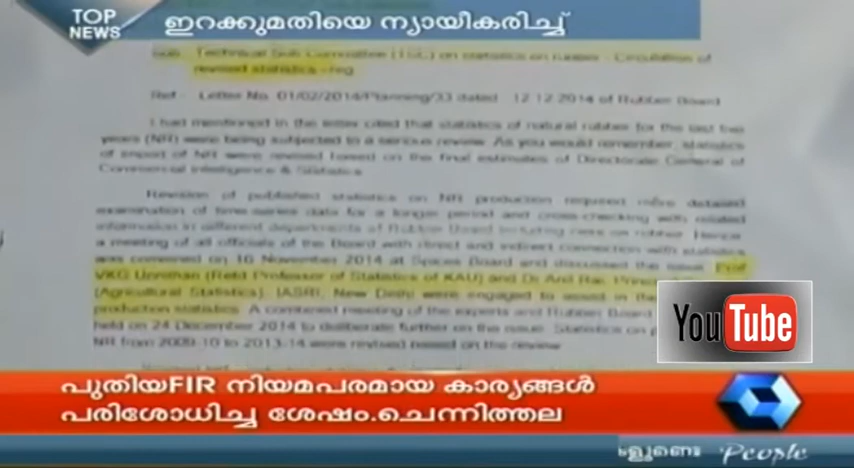 TOP NEWS
ഇറക്കുമതിയെ ന്യായീകരിച്ച്
Sub: Technical Sub Committee (TSC) on statistics on rubber - Circulation of
revised statistics - reg
Ref: Letter No. 01/02/2014/Planning/33 dated 12.12.2014 of Rubber Board
I had mentioned in the letter cited that statistics of natural rubber for the last two
years (NR) were being subjected to a serious review. As you would remember, statistics
of import of NR were revised based on the final estimates of Directorate General of
Commercial Intelligence & Statistics.
Revision of published statistics on NR production required more detailed
examination of time-series data for a longer period and cross-checking with related
information in different departments of Rubber Board including cess on rubber. Hence
a meeting of all officials of the Board with direct and indirect connection with statistics
was convened on 16 November 2014 at Spices Board and discussed the issue. Prof
VKG Unnithan (Retd Professor of Statistics of KAU) and Dr Anil Rai,
(Agricultural Statistics), IASRI, New Delhi were engaged to assist in the
production statistics. A combined meeting of the experts and Rubber Board
held on 24 December 2014 to deliberate further on the issue. Statistics on
NR from 2009-10 to 2013-14 were revised based on the review.
YouTube
പുതിയFIR നിയമപരമായ കാര്യങ്ങൾ
പരിശോധിച്ച ശേഷം.ചെന്നിത്തല
ളുടെ People